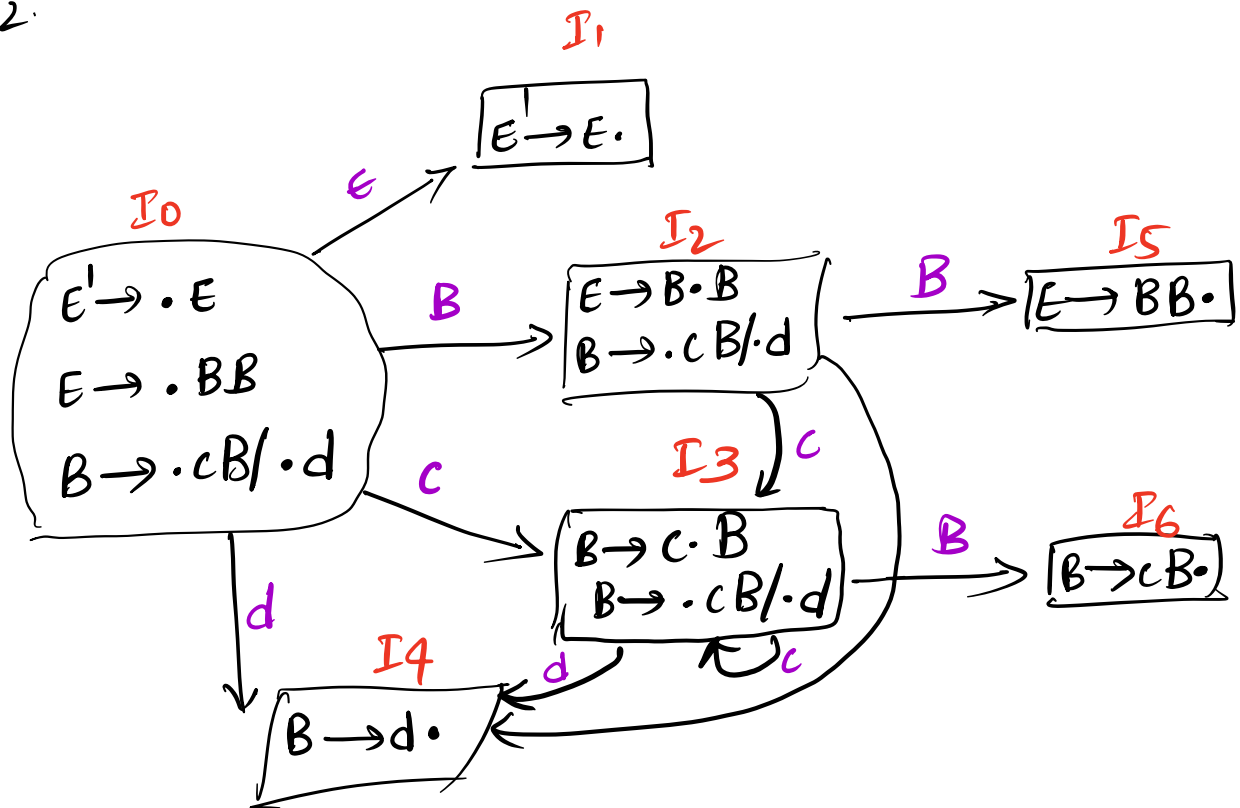 2.
I1
E' → E.
E
I0
E' → . E
E → . BB
B → .cB/.d
B
I2
E → B.B
B → .cB/.d
B
I5
E → BB.
c
c
I3
B → c.B
B → .cB/.d
B
I6
B → cB.
c
d
d
I4
B → d.